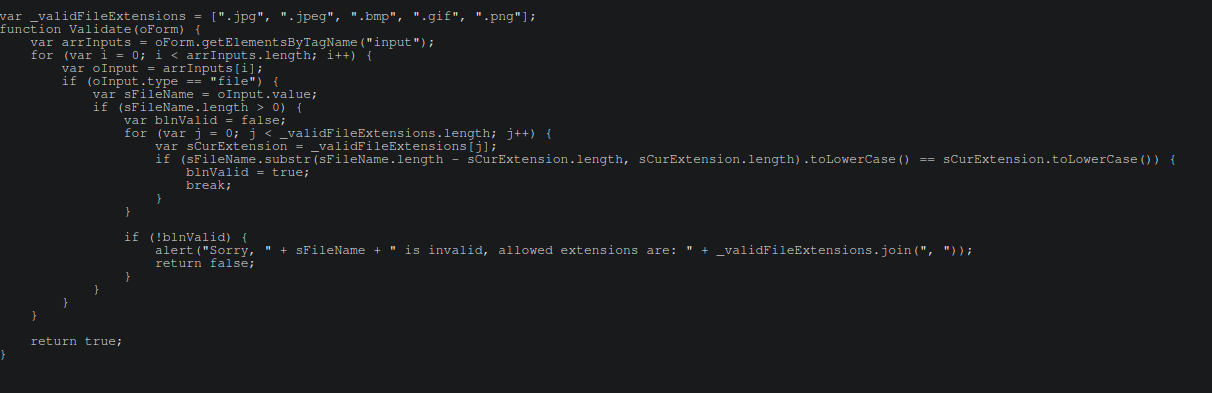 var _validFileExtensions = [".jpg", ".jpeg", ".bmp", ".gif", ".png"];
function Validate(oForm) {
    var arrInputs = oForm.getElementsByTagName("input");
    for (var i = 0; i < arrInputs.length; i++) {
        var oInput = arrInputs[i];
        if (oInput.type == "file") {
            var sFileName = oInput.value;
            if (sFileName.length > 0) {
                var blnValid = false;
                for (var j = 0; j < _validFileExtensions.length; j++) {
                    var sCurExtension = _validFileExtensions[j];
                    if (sFileName.substr(sFileName.length - sCurExtension.length, sCurExtension.length).toLowerCase() == sCurExtension.toLowerCase()) {
                        blnValid = true;
                        break;
                    }
                }

                if (!blnValid) {
                    alert("Sorry, " + sFileName + " is invalid, allowed extensions are: " + _validFileExtensions.join(", "));
                    return false;
                }
            }
        }
    }

    return true;
}